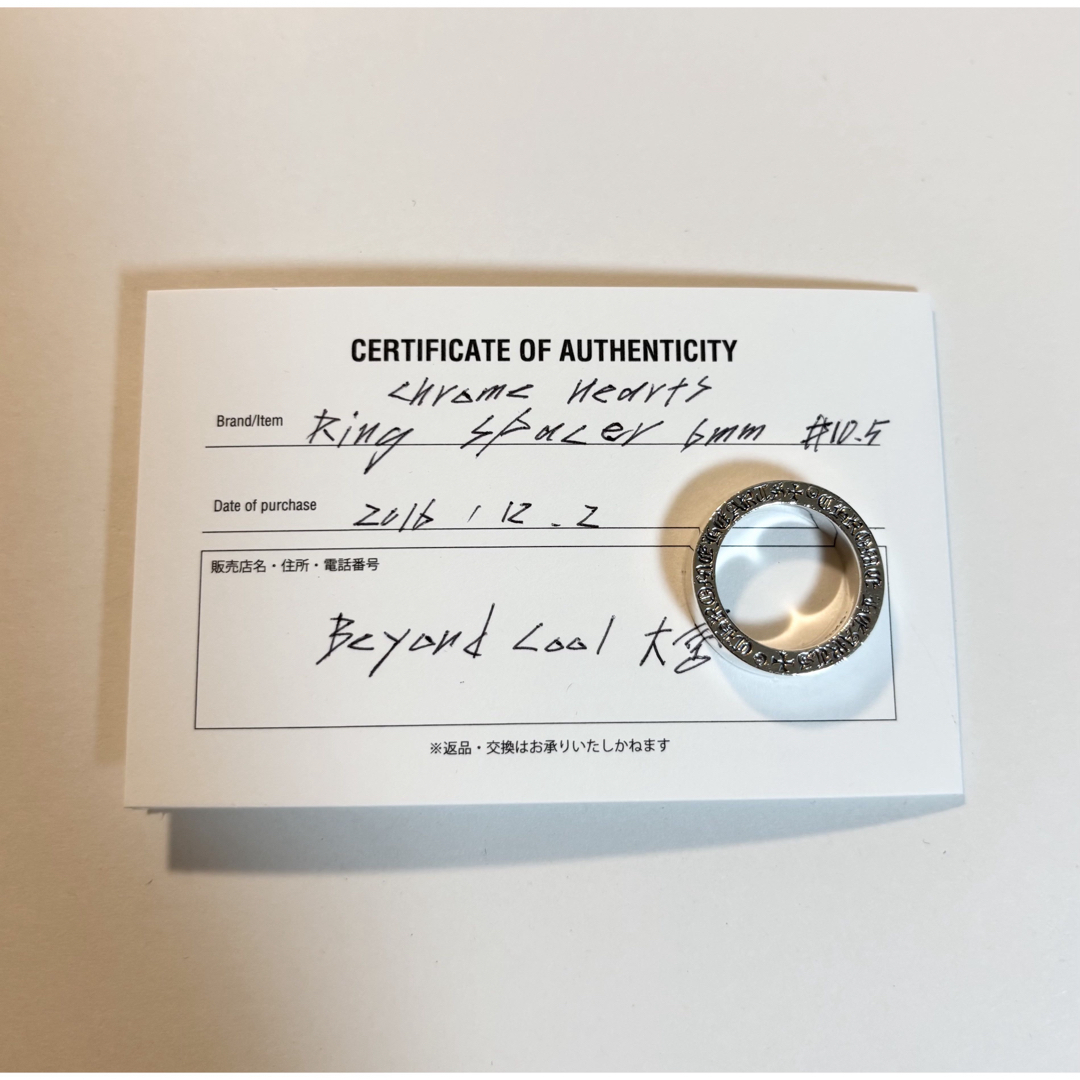 CERTIFICATE OF AUTHENTICITY
Chrome Hearts
Brand/Item Ring spacer 6mm #10.5
Date of purchase 2016.12.2
販売店名・住所・電話番号
Beyond Cool 大宮
※返品・交換はお承りいたしかねます
CHROME HEARTS